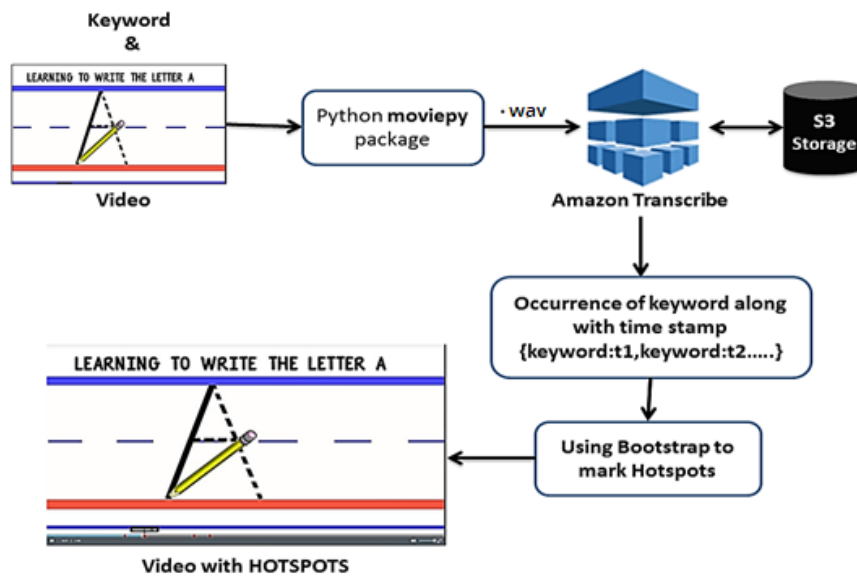 Keyword
&
LEARNING TO WRITE THE LETTER A
Video
Python moviepy
package
.wav
Amazon Transcribe
S3
Storage
Occurrence of keyword along
with time stamp
{keyword:t1,keyword:t2.....}
Using Bootstrap to
mark Hotspots
LEARNING TO WRITE THE LETTER A
Video with HOTSPOTS